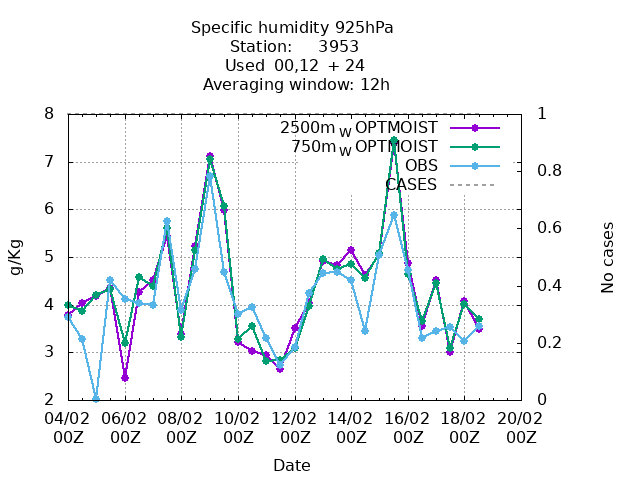 Specific humidity 925hPa
Station: 3953
Used 00,12 + 24
Averaging window: 12h
2500m W OPTMOIST
750m W OPTMOIST
OBS
CASES
g/Kg
8
7
6
5
4
3
2
No cases
1
0.8
0.6
0.4
0.2
0
04/02 06/02 08/02 10/02 12/02 14/02 16/02 18/02 20/02
00Z 00Z 00Z 00Z 00Z 00Z 00Z 00Z 00Z
Date